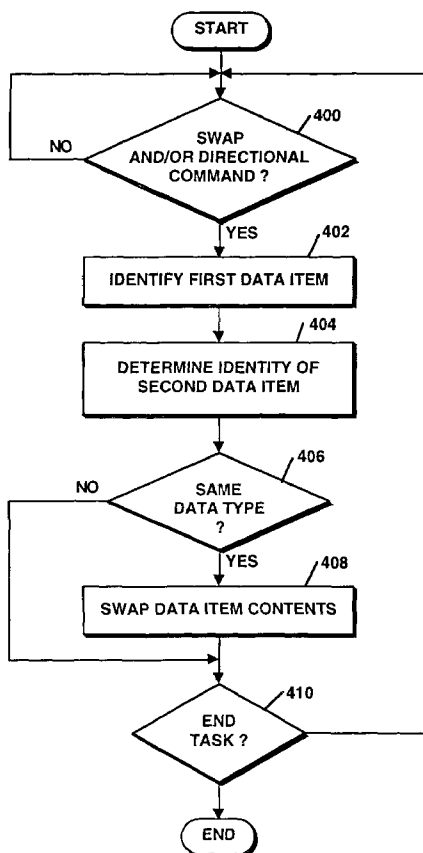 START
400
SWAP
AND/OR DIRECTIONAL
COMMAND ?
NO
YES
402
IDENTIFY FIRST DATA ITEM
404
DETERMINE IDENTITY OF
SECOND DATA ITEM
406
NO
SAME
DATA TYPE
?
YES
408
SWAP DATA ITEM CONTENTS
410
END
TASK ?
END